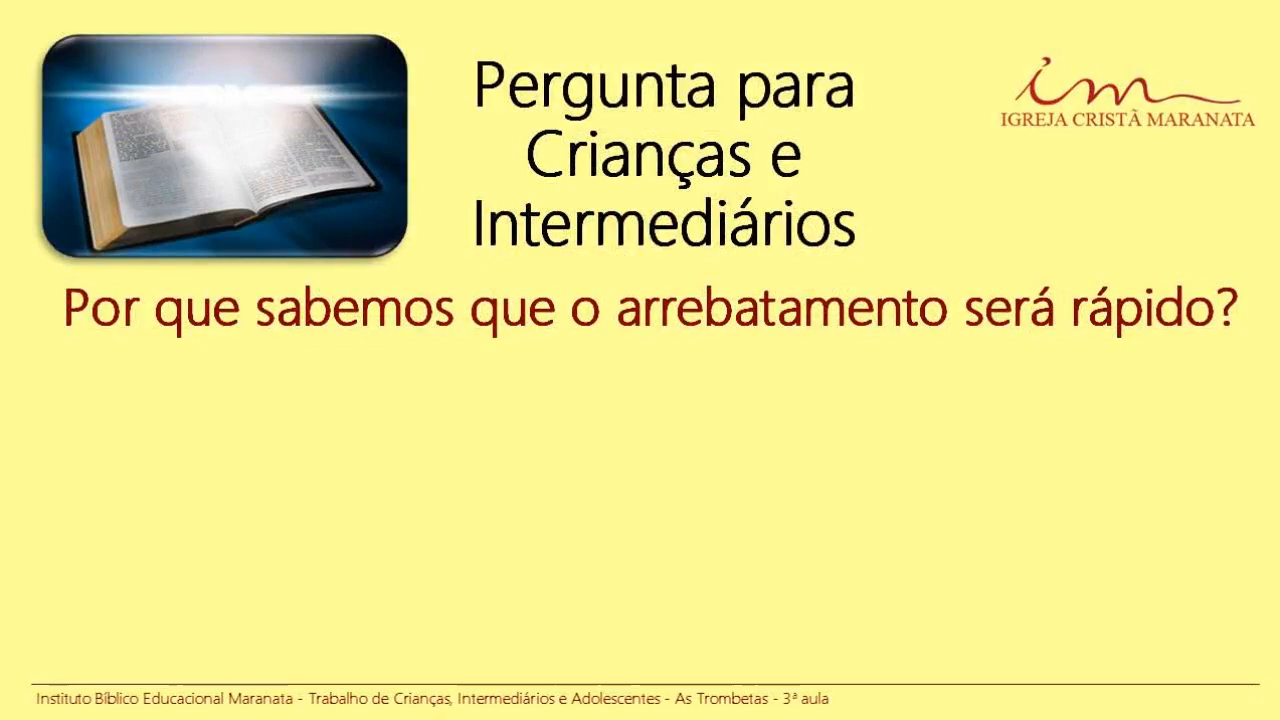 Pergunta para
Crianças e
Intermediários
IGREJA CRISTÃ MARANATA
Por que sabemos que o arrebatamento será rápido?
Instituto Bíblico Educacional Maranata - Trabalho de Crianças, Intermediários e Adolescentes - As Trombetas - 3ª aula